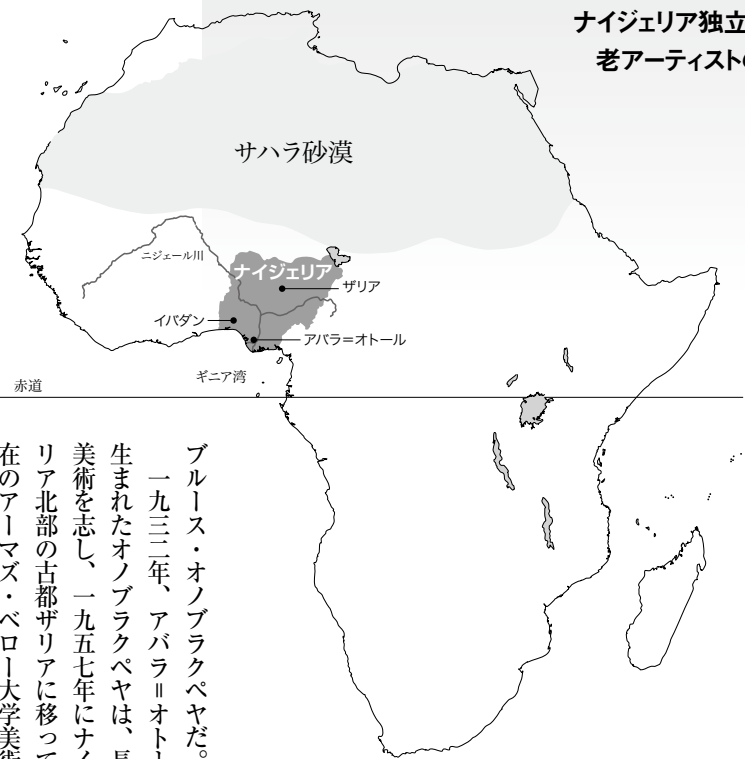 ナイジェリア独立
老アーティストの
サハラ砂漠
ニジェール川
ナイジェリア
ザリア
イバダン
アバラ=オトール
赤道
ギニア湾
ブルース・オノブラクペヤだ。
一九三二年、アバラ=オトー
生まれたオノブラクペヤは、長
美術を志し、一九五七年にナイ
リア北部の古都ザリアに移って
在のアーマズ・ベロー大学美術